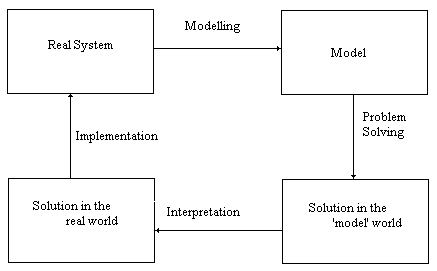 Modelling
Real System
Model
Problem
Solving
Implementation
Solution in the
real world
Interpretation
Solution in the
'model' world